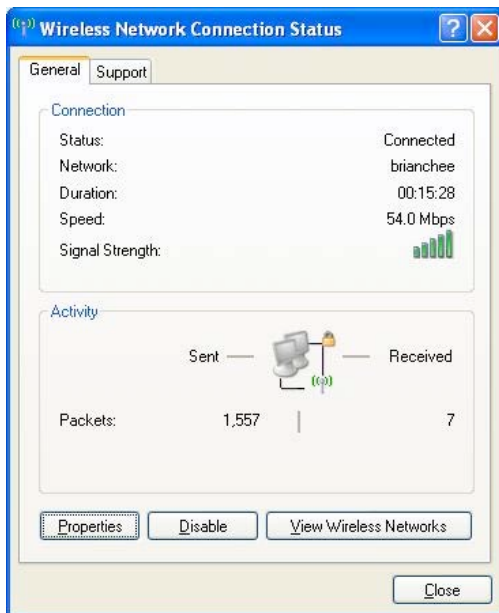 Wireless Network Connection Status
General Support
Connection
Status: Connected
Network: brianchee
Duration: 00:15:28
Speed: 54.0 Mbps
Signal Strength:
Activity
Sent Received
Packets: 1,557 7
Properties Disable View Wireless Networks
Close